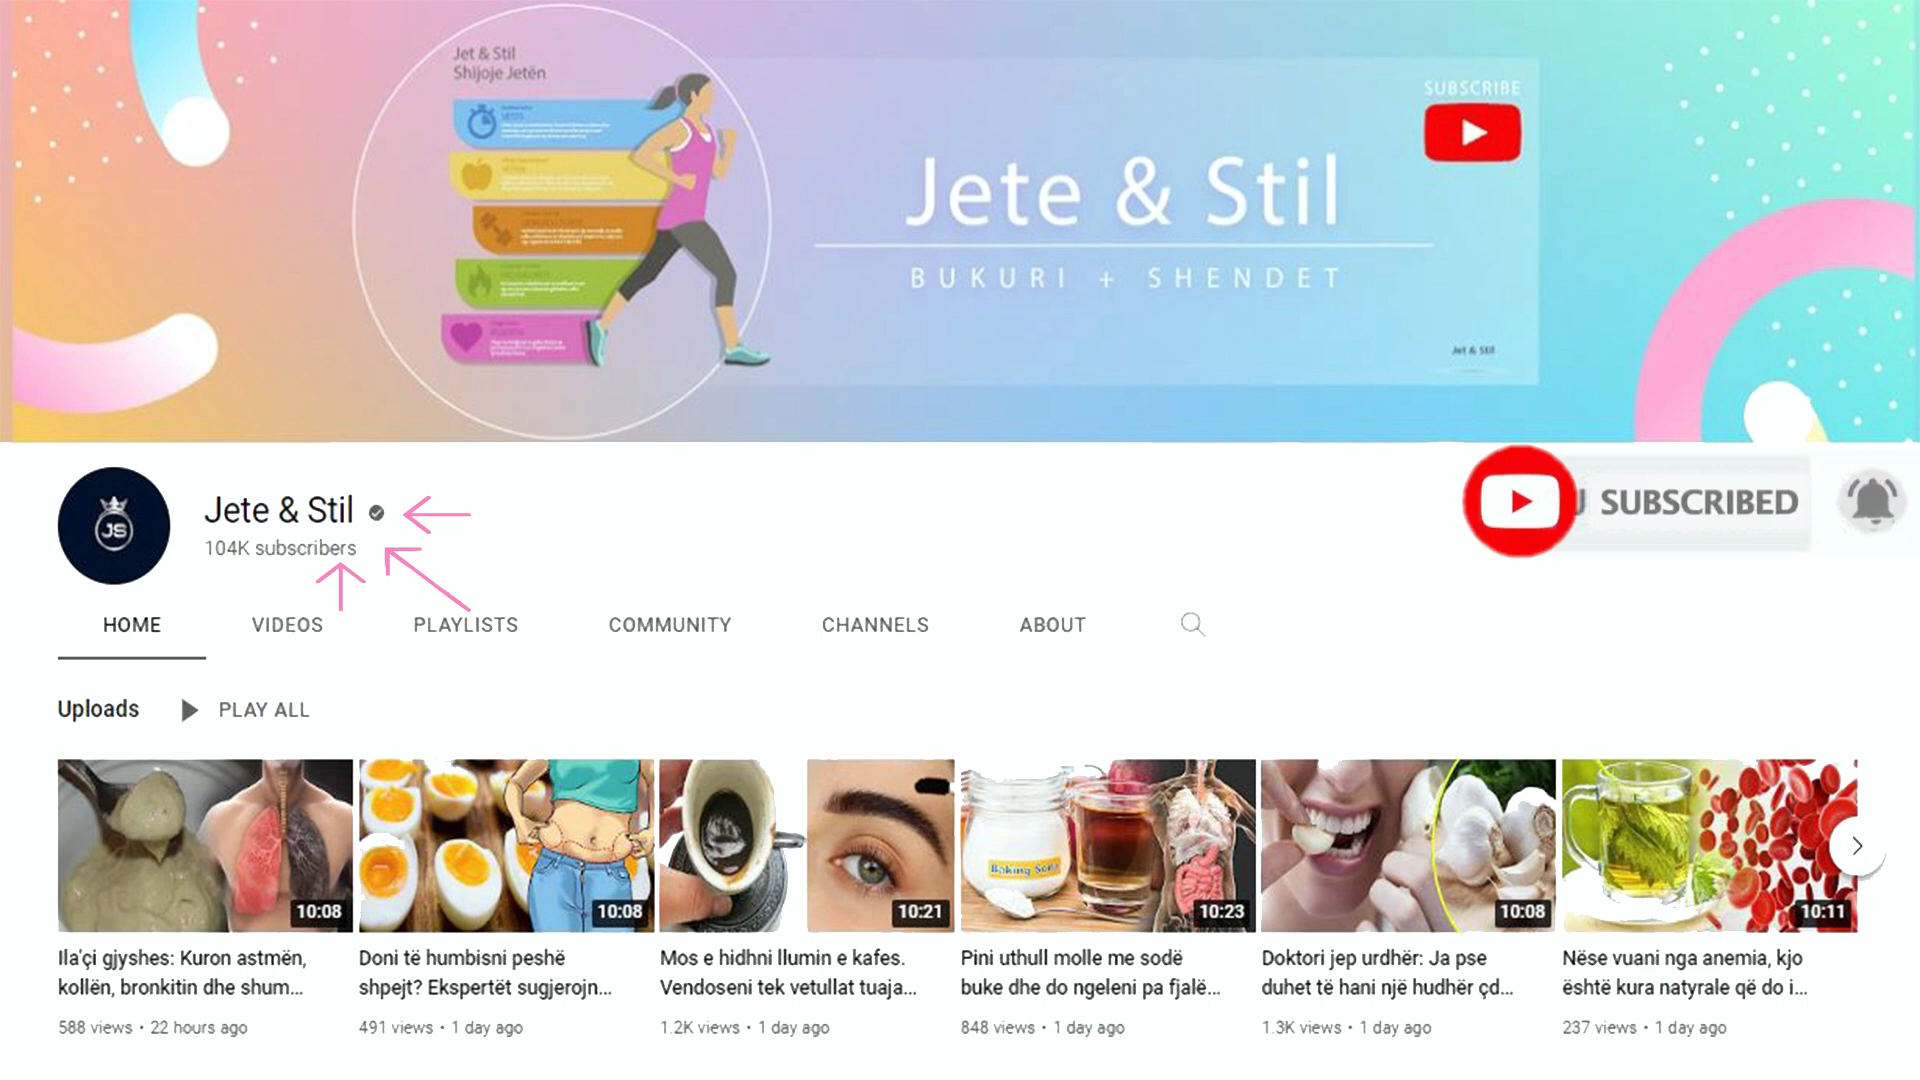 Jet & Stil
Shijoje Jetën
SUBSCRIBE
Jete & Stil
BUKURI + SHENDET
Jet & Stil
JS
Jete & Stil
104K subscribers
SUBSCRIBED
HOME
VIDEOS
PLAYLISTS
COMMUNITY
CHANNELS
ABOUT
Uploads
PLAY ALL
Baking Soda
10:08
10:08
10:21
10:23
10:08
10:11
Ila'çi gjyshes: Kuron astmën,
kollën, bronkitin dhe shum...
588 views • 22 hours ago
Doni të humbisni peshë
shpejt? Ekspertët sugjerojn...
491 views • 1 day ago
Mos e hidhni llumin e kafes.
Vendoseni tek vetullat tuaja...
1.2K views • 1 day ago
Pini uthull molle me sodë
buke dhe do ngeleni pa fjalë...
848 views • 1 day ago
Doktori jep urdhër: Ja pse
duhet të hani një hudhër çd...
1.3K views • 1 day ago
Nëse vuani nga anemia, kjo
është kura natyrale që do i...
237 views • 1 day ago